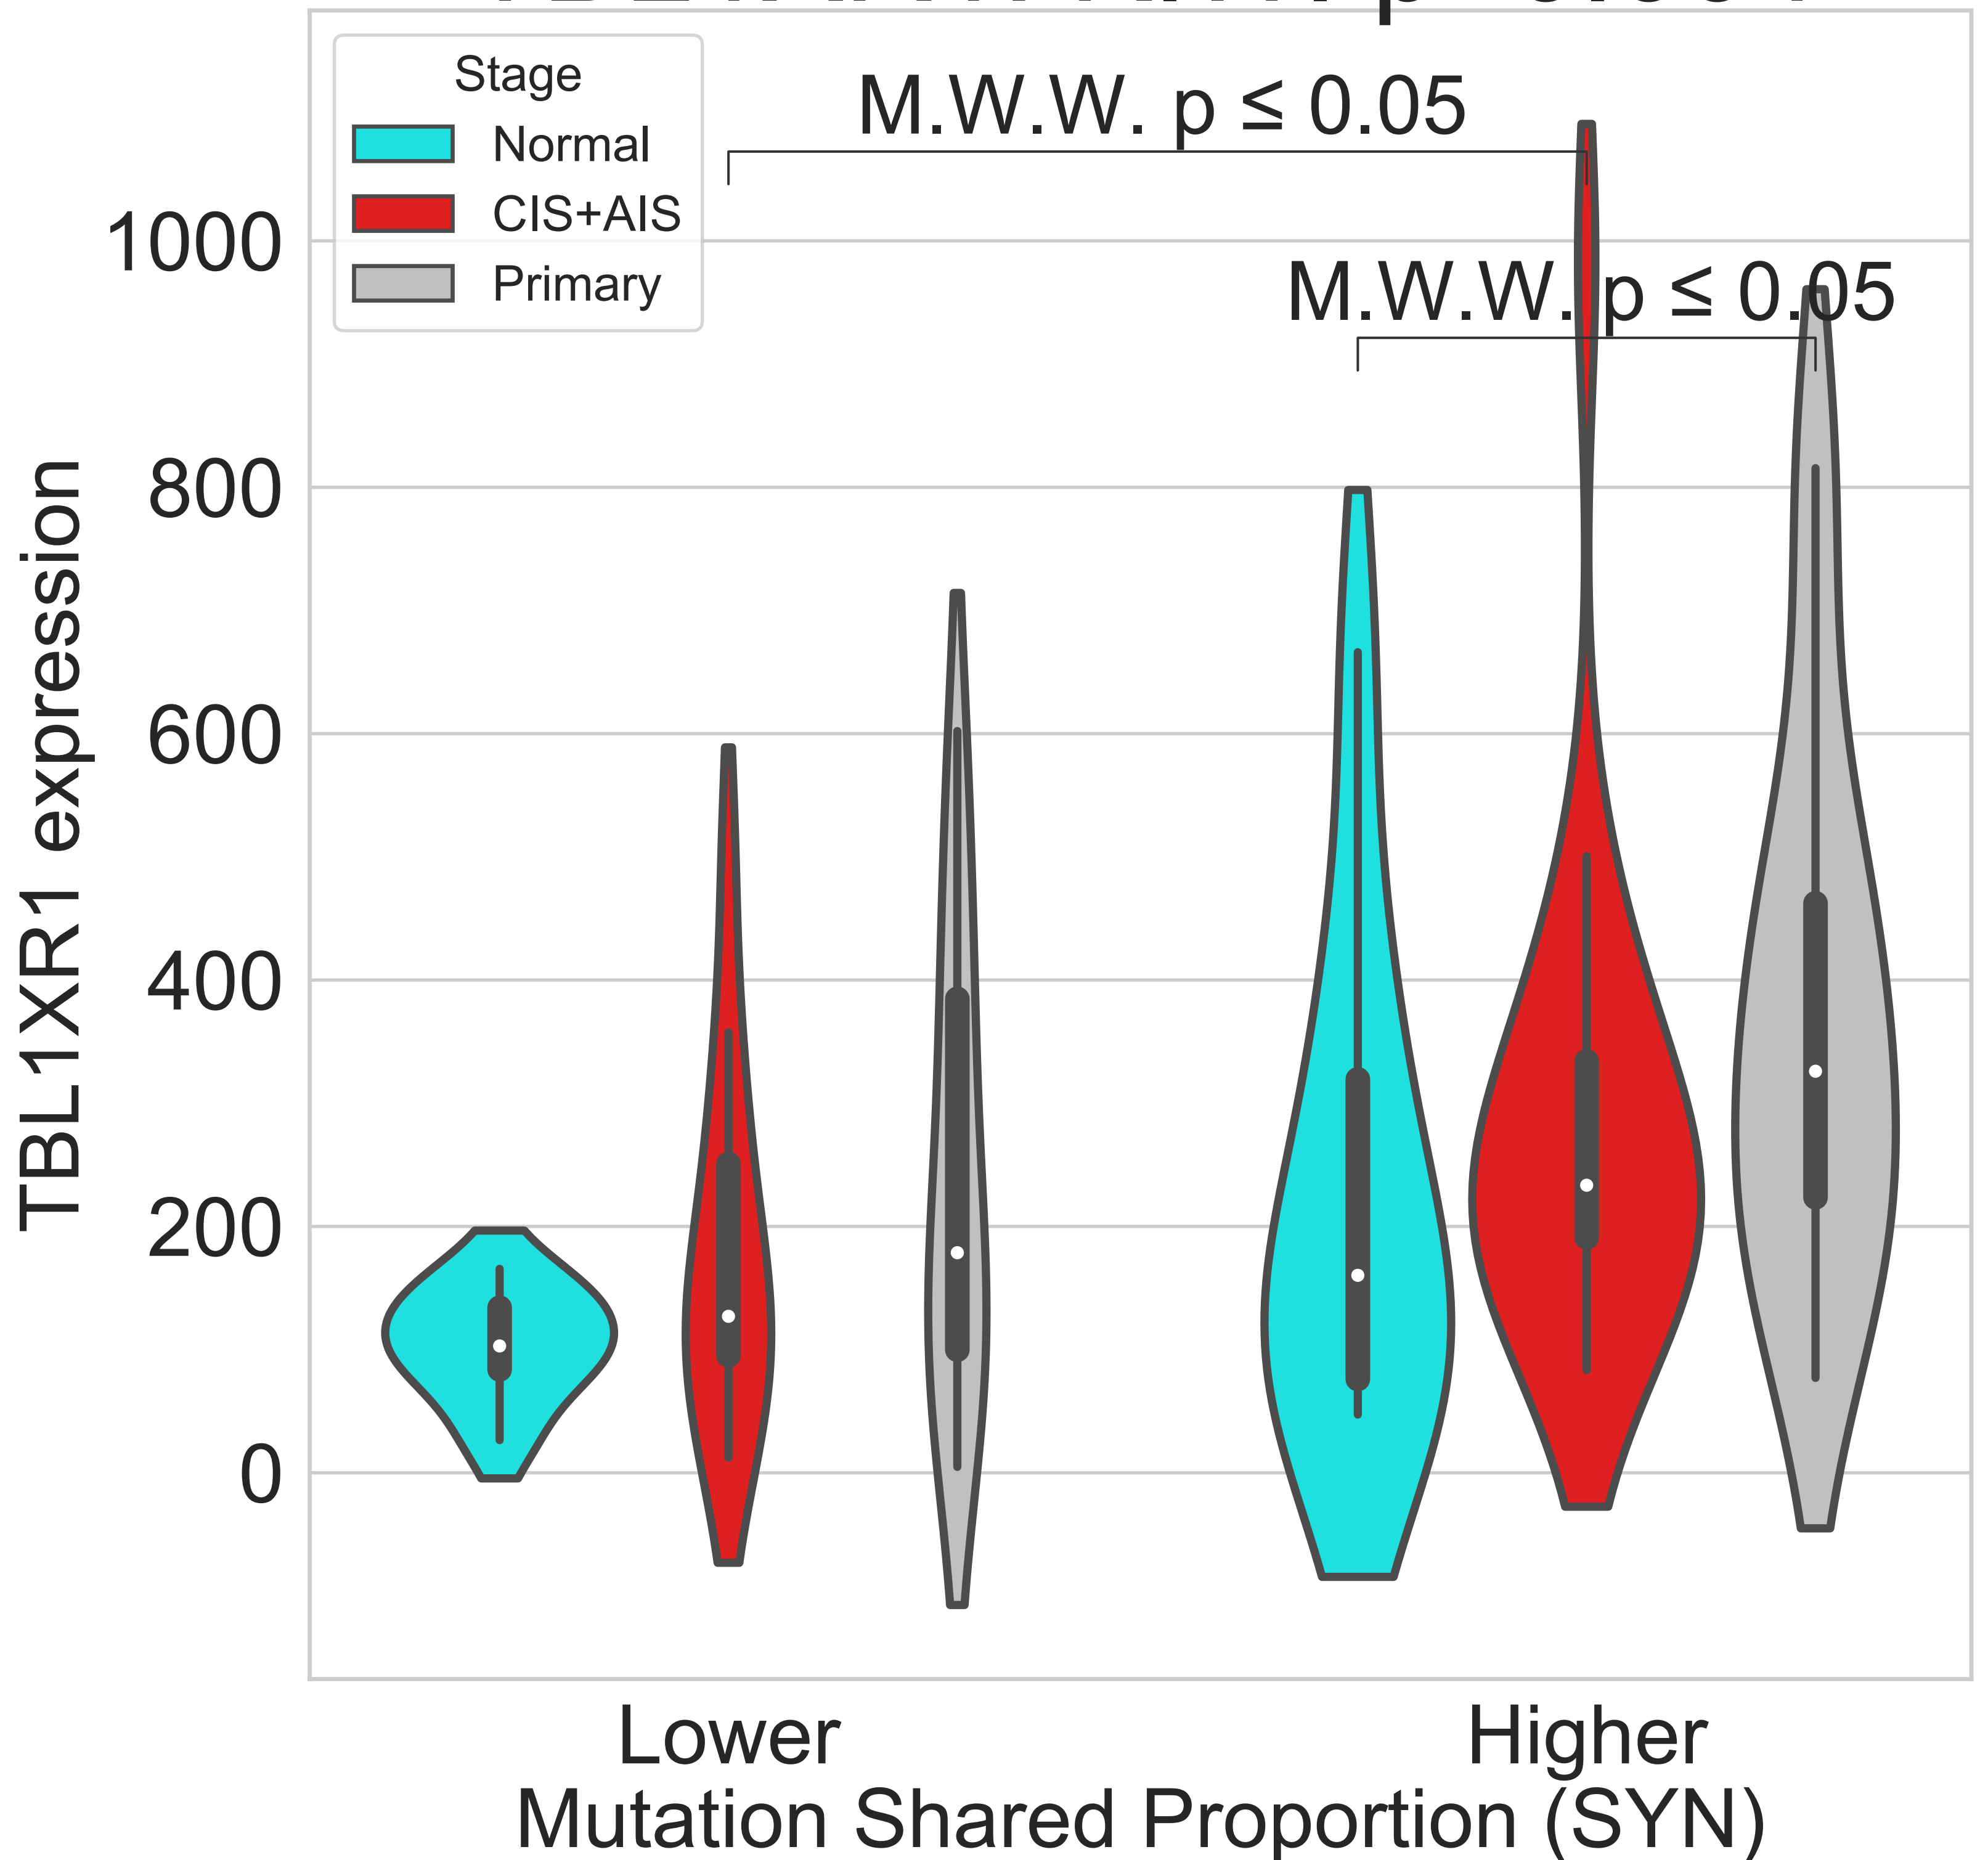 Stage
Normal
CIS+AIS
Primary
M.W.W. p ≤ 0.05
M.W.W. p ≤ 0.05
1000
800
600
400
200
0
TBL1XR1 expression
Lower
Higher
Mutation Shared Proportion (SYN)